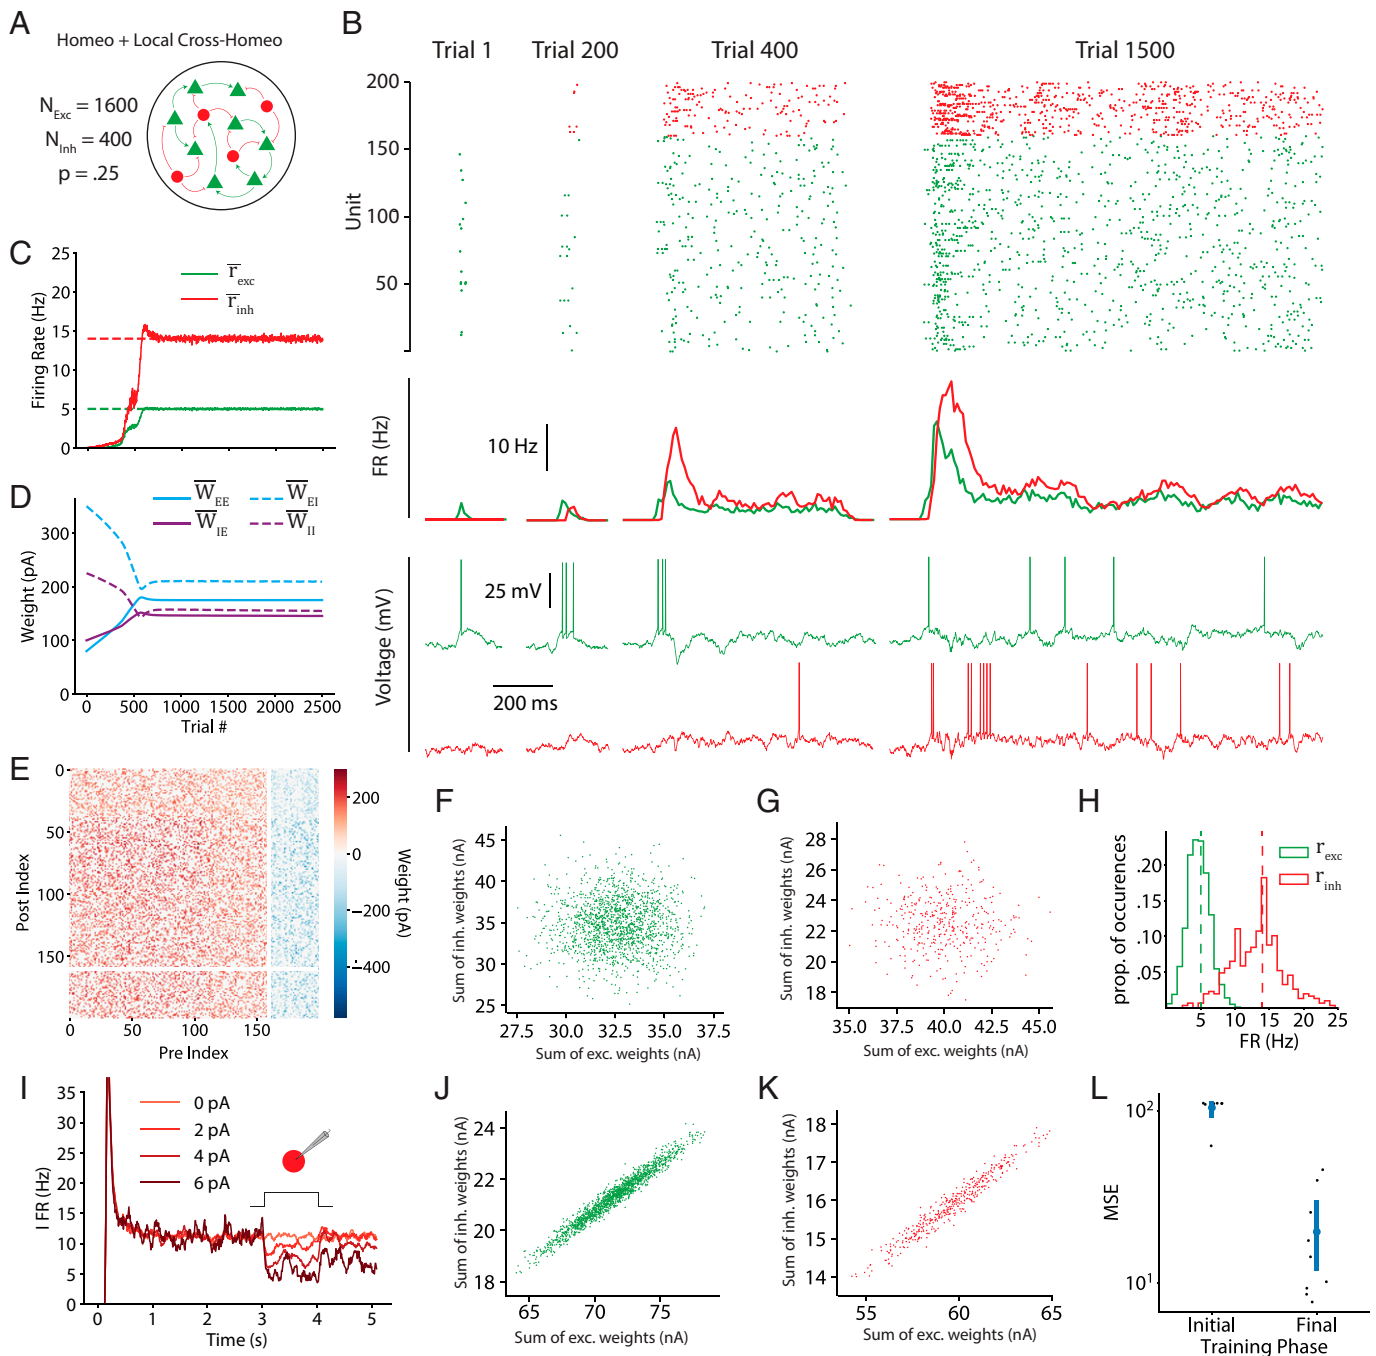 A
Homeo + Local Cross-Homeo
N_Exc = 1600
N_Inh = 400
p = .25
B
Trial 1
Trial 200
Trial 400
Trial 1500
200
150
100
50
Unit
10 Hz
FR (Hz)
25 mV
Voltage (mV)
200 ms
C
r̅_exc
r̅_inh
25
20
15
10
5
0
Firing Rate (Hz)
D
W̅_EE
W̅_EI
W̅_IE
W̅_II
300
200
100
0
Weight (pA)
0
500
1000
1500
2000
2500
Trial #
E
0
50
100
150
Post Index
0
50
100
150
Pre Index
200
0
−200
−400
Weight (pA)
F
45
40
35
30
25
Sum of inh. weights (nA)
27.5
30.0
32.5
35.0
37.5
Sum of exc. weights (nA)
G
28
26
24
22
20
18
Sum of inh. weights (nA)
35.0
37.5
40.0
42.5
45.0
Sum of exc. weights (nA)
H
r_exc
r_inh
.20
.15
.10
.05
prop. of occurences
5
10
15
20
25
FR (Hz)
I
0 pA
2 pA
4 pA
6 pA
35
30
25
20
15
10
5
0
I FR (Hz)
0
1
2
3
4
5
Time (s)
J
24
22
20
18
Sum of inh. weights (nA)
65
70
75
Sum of exc. weights (nA)
K
18
17
16
15
14
Sum of inh. weights (nA)
55
60
65
Sum of exc. weights (nA)
L
10²
10¹
MSE
Initial
Final
Training Phase